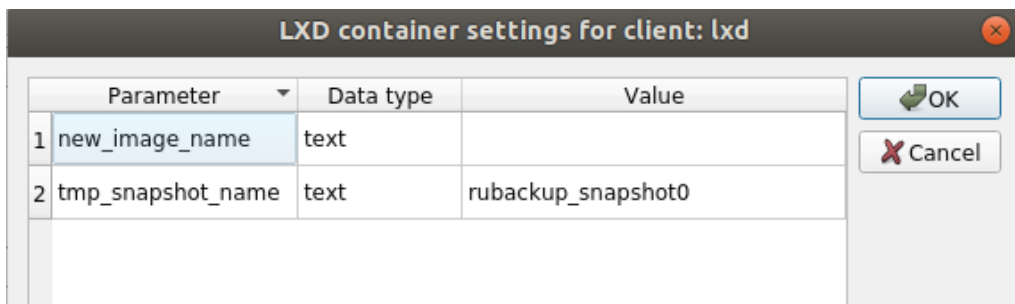 LXD container settings for client: lxd
Parameter Data type Value
OK
1 new_image_name text
Cancel
2 tmp_snapshot_name text rubackup_snapshot0